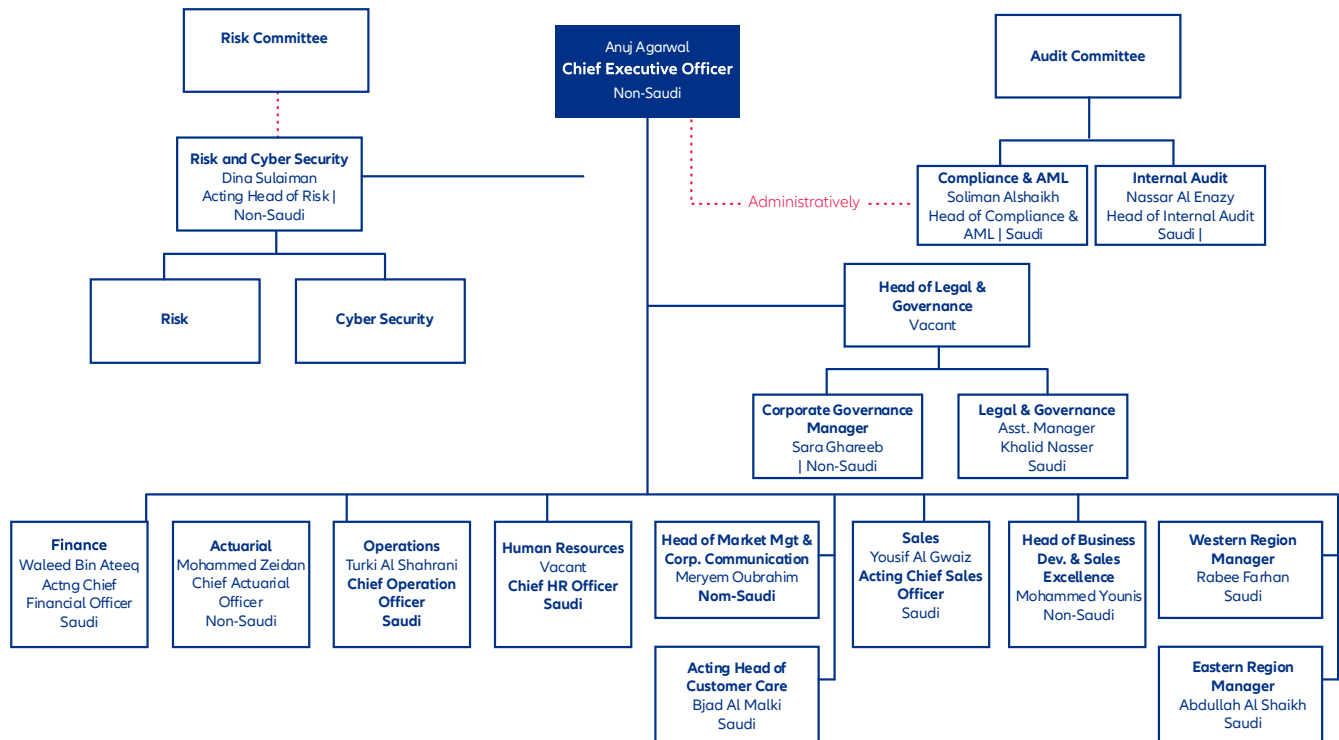 Risk Committee
Anuj Agarwal
Chief Executive Officer
Non-Saudi
Audit Committee
Risk and Cyber Security
Dina Sulaiman
Acting Head of Risk |
Non-Saudi
Administratively
Compliance & AML
Soliman Alshaikh
Head of Compliance &
AML | Saudi
Internal Audit
Nassar Al Enazy
Head of Internal Audit
Saudi |
Risk
Cyber Security
Head of Legal &
Governance
Vacant
Corporate Governance
Manager
Sara Ghareeb
| Non-Saudi
Legal & Governance
Asst. Manager
Khalid Nasser
Saudi
Finance
Waleed Bin Ateeq
Actng Chief
Financial Officer
Saudi
Actuarial
Mohammed Zeidan
Chief Actuarial
Officer
Non-Saudi
Operations
Turki Al Shahrani
Chief Operation
Officer
Saudi
Human Resources
Vacant
Chief HR Officer
Saudi
Head of Market Mgt &
Corp. Communication
Meryem Oubrahim
Nom-Saudi
Sales
Yousif Al Gwaiz
Acting Chief Sales
Officer
Saudi
Head of Business
Dev. & Sales
Excellence
Mohammed Younis
Non-Saudi
Western Region
Manager
Rabee Farhan
Saudi
Acting Head of
Customer Care
Bjad Al Malki
Saudi
Eastern Region
Manager
Abdullah Al Shaikh
Saudi